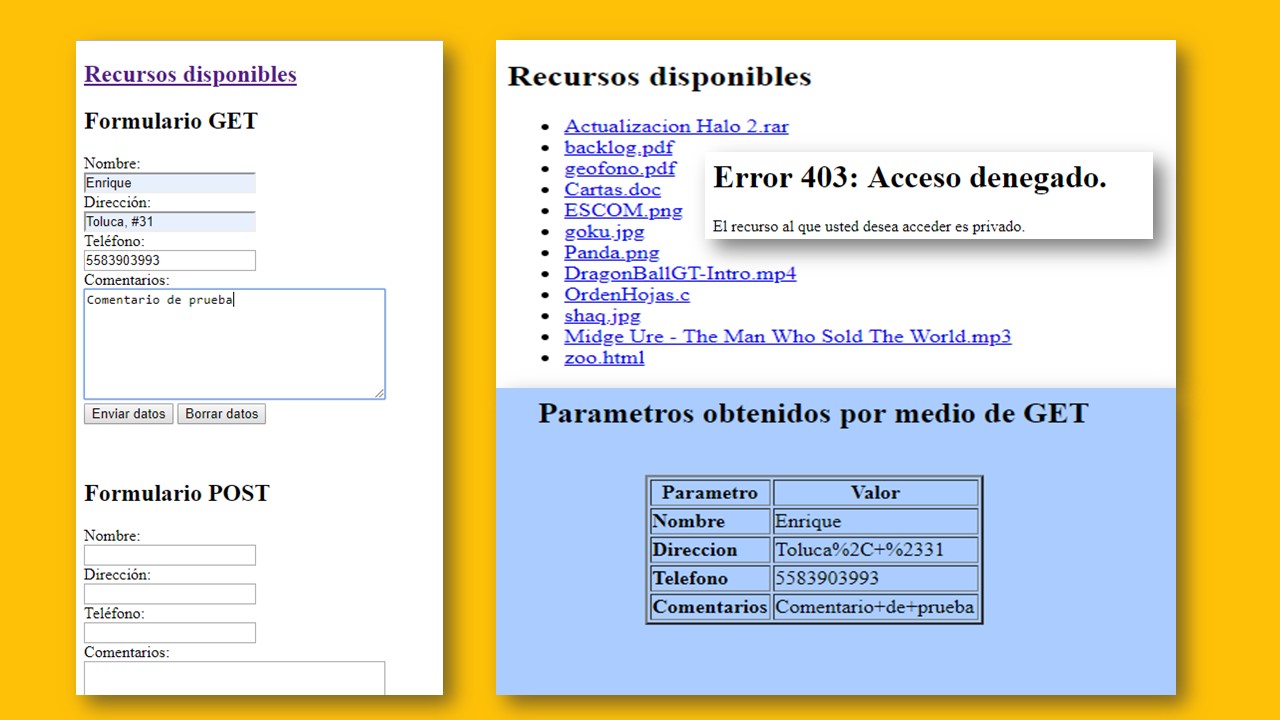 Recursos disponibles
Formulario GET
Nombre:
Enrique
Dirección:
Toluca, #31
Teléfono:
5583903993
Comentarios:
Comentario de prueba
Enviar datos Borrar datos
Formulario POST
Nombre:
Dirección:
Teléfono:
Comentarios:
Recursos disponibles
Actualizacion Halo 2.rar
backlog.pdf
geofono.pdf
Cartas.doc
ESCOM.png
goku.jpg
Panda.png
DragonBallGT-Intro.mp4
OrdenHojas.c
shaq.jpg
Midge Ure - The Man Who Sold The World.mp3
zoo.html
Error 403: Acceso denegado.
El recurso al que usted desea acceder es privado.
Parametros obtenidos por medio de GET
Parametro Valor
Nombre Enrique
Direccion Toluca%2C+%2331
Telefono 5583903993
Comentarios Comentario+de+prueba